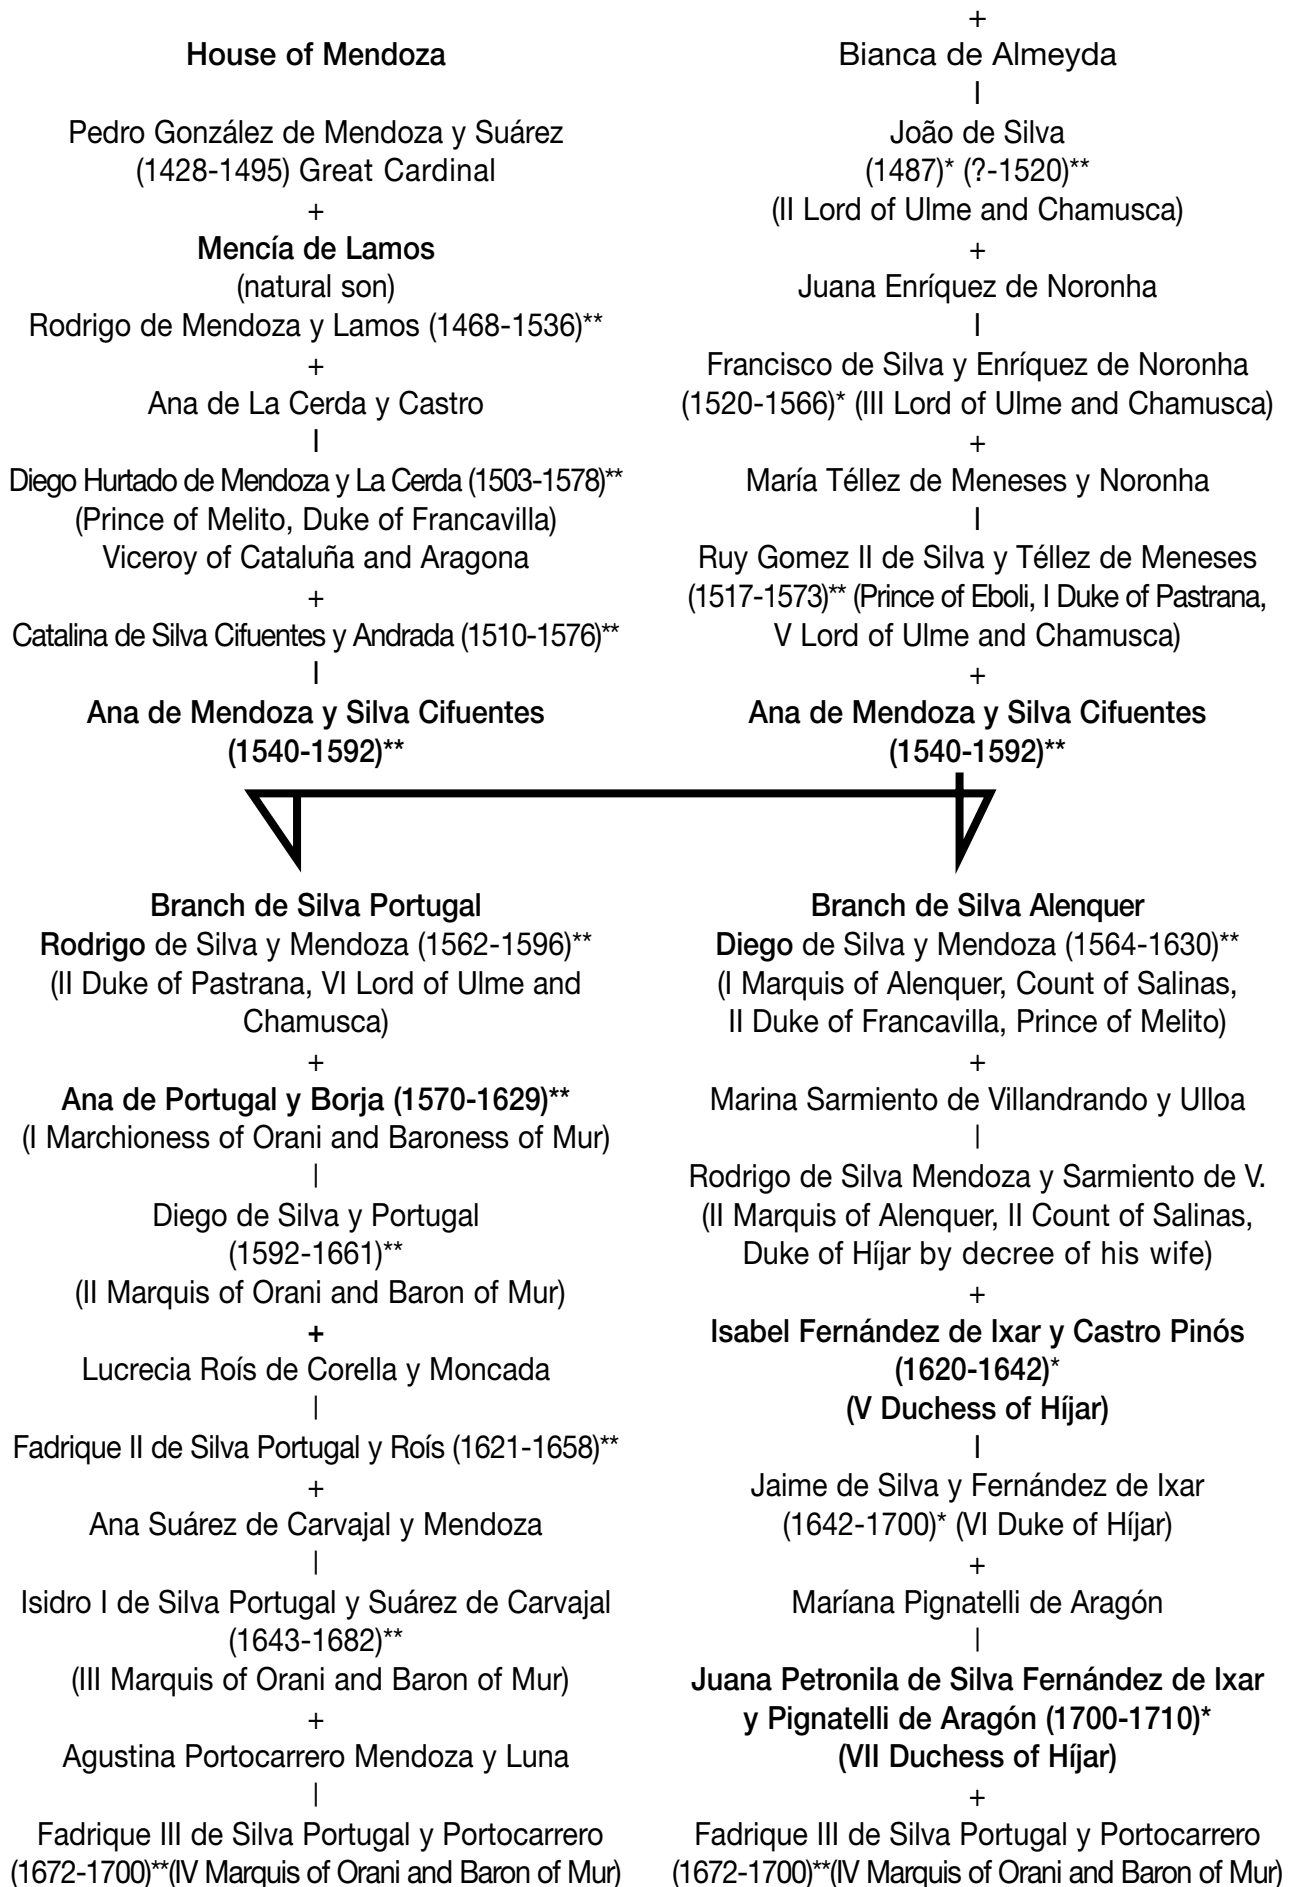 House of Mendoza
Pedro González de Mendoza y Suárez
(1428-1495) Great Cardinal
+
Mencía de Lamos
(natural son)
Rodrigo de Mendoza y Lamos (1468-1536)**
+
Ana de La Cerda y Castro
|
Diego Hurtado de Mendoza y La Cerda (1503-1578)**
(Prince of Melito, Duke of Francavilla)
Viceroy of Cataluña and Aragona
+
Catalina de Silva Cifuentes y Andrada (1510-1576)**
|
Ana de Mendoza y Silva Cifuentes
(1540-1592)**
+
Bianca de Almeyda
|
João de Silva
(1487)* (?-1520)**
(II Lord of Ulme and Chamusca)
+
Juana Enríquez de Noronha
|
Francisco de Silva y Enríquez de Noronha
(1520-1566)* (III Lord of Ulme and Chamusca)
+
María Téllez de Meneses y Noronha
|
Ruy Gomez II de Silva y Téllez de Meneses
(1517-1573)** (Prince of Eboli, I Duke of Pastrana,
V Lord of Ulme and Chamusca)
+
Ana de Mendoza y Silva Cifuentes
(1540-1592)**
Branch de Silva Portugal
Rodrigo de Silva y Mendoza (1562-1596)**
(II Duke of Pastrana, VI Lord of Ulme and
Chamusca)
+
Ana de Portugal y Borja (1570-1629)**
(I Marchioness of Orani and Baroness of Mur)
|
Diego de Silva y Portugal
(1592-1661)**
(II Marquis of Orani and Baron of Mur)
+
Lucrecia Roís de Corella y Moncada
|
Fadrique II de Silva Portugal y Roís (1621-1658)**
+
Ana Suárez de Carvajal y Mendoza
|
Isidro I de Silva Portugal y Suárez de Carvajal
(1643-1682)**
(III Marquis of Orani and Baron of Mur)
+
Agustina Portocarrero Mendoza y Luna
|
Fadrique III de Silva Portugal y Portocarrero
(1672-1700)**(IV Marquis of Orani and Baron of Mur)
Branch de Silva Alenquer
Diego de Silva y Mendoza (1564-1630)**
(I Marquis of Alenquer, Count of Salinas,
II Duke of Francavilla, Prince of Melito)
+
Marina Sarmiento de Villandrando y Ulloa
|
Rodrigo de Silva Mendoza y Sarmiento de V.
(II Marquis of Alenquer, II Count of Salinas,
Duke of Híjar by decree of his wife)
+
Isabel Fernández de Ixar y Castro Pinós
(1620-1642)*
(V Duchess of Híjar)
|
Jaime de Silva y Fernández de Ixar
(1642-1700)* (VI Duke of Híjar)
+
Maríana Pignatelli de Aragón
|
Juana Petronila de Silva Fernández de Ixar
y Pignatelli de Aragón (1700-1710)*
(VII Duchess of Híjar)
+
Fadrique III de Silva Portugal y Portocarrero
(1672-1700)**(IV Marquis of Orani and Baron of Mur)